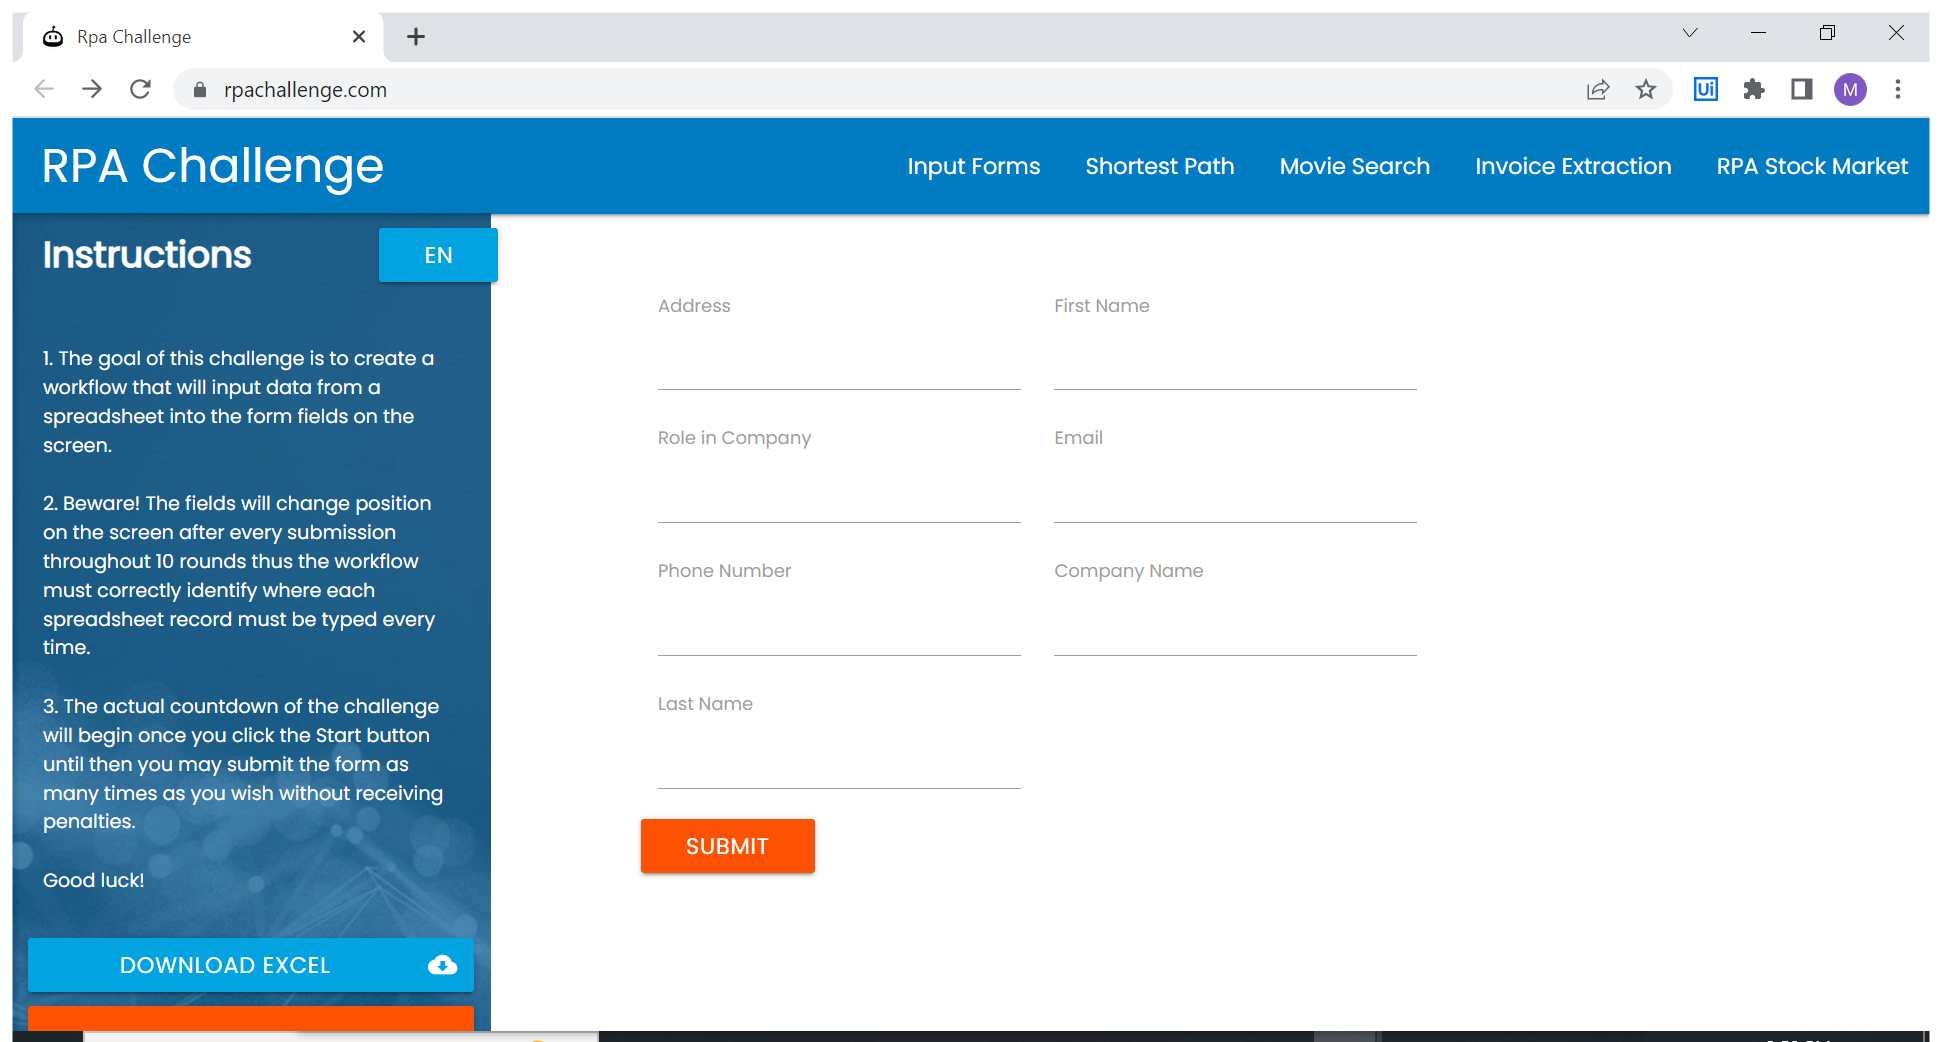 Rpa Challenge
rpachallenge.com
Ui
M
RPA Challenge
Input Forms
Shortest Path
Movie Search
Invoice Extraction
RPA Stock Market
Instructions
EN
1. The goal of this challenge is to create a
workflow that will input data from a
spreadsheet into the form fields on the
screen.
2. Beware! The fields will change position
on the screen after every submission
throughout 10 rounds thus the workflow
must correctly identify where each
spreadsheet record must be typed every
time.
3. The actual countdown of the challenge
will begin once you click the Start button
until then you may submit the form as
many times as you wish without receiving
penalties.
Good luck!
DOWNLOAD EXCEL
Address
First Name
Role in Company
Email
Phone Number
Company Name
Last Name
SUBMIT